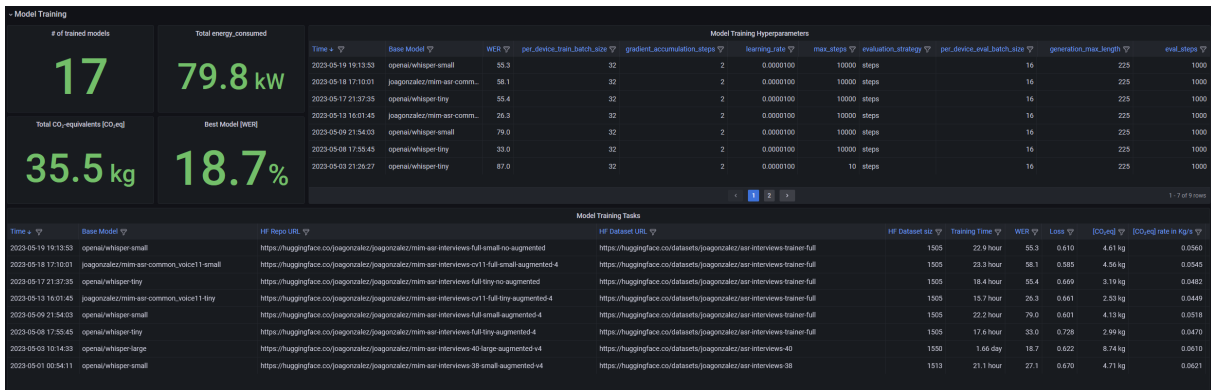 Model Training
# of trained models
17
Total energy_consumed
79.8 kW
Total CO₂-equivalents [CO₂eq]
35.5 kg
Best Model [WER]
18.7%
Model Training Hyperparameters
Time Base Model WER per_device_train_batch_size gradient_accumulation_steps learning_rate max_steps evaluation_strategy per_device_eval_batch_size generation_max_length eval_steps
2023-05-19 19:13:53 openai/whisper-small 55.3 32 2 0.0000100 10000 steps 16 225 1000
2023-05-18 17:10:01 joagonzalez/mim-asr-comm... 58.1 32 2 0.0000100 10000 steps 16 225 1000
2023-05-17 21:37:35 openai/whisper-tiny 55.4 32 2 0.0000100 10000 steps 16 225 1000
2023-05-13 16:01:45 joagonzalez/mim-asr-comm... 26.3 32 2 0.0000100 10000 steps 16 225 1000
2023-05-09 21:54:03 openai/whisper-small 79.0 32 2 0.0000100 10000 steps 16 225 1000
2023-05-08 17:55:45 openai/whisper-tiny 33.0 32 2 0.0000100 10000 steps 16 225 1000
2023-05-03 21:26:27 openai/whisper-tiny 87.0 32 2 0.0000100 10 steps 16 225 1000
< 1 2 >
1 - 7 of 9 rows
Model Training Tasks
Time Base Model HF Repo URL HF Dataset URL HF Dataset siz Training Time WER Loss [CO₂eq] [CO₂eq] rate in Kg/s
2023-05-19 19:13:53 openai/whisper-small https://huggingface.co/joagonzalez/joagonzalez/mim-asr-interviews-full-small-no-augmented https://huggingface.co/datasets/joagonzalez/asr-interviews-trainer-full 1505 22.9 hour 55.3 0.610 4.61 kg 0.0560
2023-05-18 17:10:01 joagonzalez/mim-asr-common_voice11-small https://huggingface.co/joagonzalez/joagonzalez/mim-asr-interviews-cv11-full-small-augmented-4 https://huggingface.co/datasets/joagonzalez/asr-interviews-trainer-full 1505 23.3 hour 58.1 0.585 4.56 kg 0.0545
2023-05-17 21:37:35 openai/whisper-tiny https://huggingface.co/joagonzalez/joagonzalez/mim-asr-interviews-full-tiny-no-augmented https://huggingface.co/datasets/joagonzalez/asr-interviews-trainer-full 1505 18.4 hour 55.4 0.669 3.19 kg 0.0482
2023-05-13 16:01:45 joagonzalez/mim-asr-common_voice11-tiny https://huggingface.co/joagonzalez/joagonzalez/mim-asr-interviews-cv11-full-tiny-augmented-4 https://huggingface.co/datasets/joagonzalez/asr-interviews-trainer-full 1505 15.7 hour 26.3 0.661 2.53 kg 0.0449
2023-05-09 21:54:03 openai/whisper-small https://huggingface.co/joagonzalez/joagonzalez/mim-asr-interviews-full-small-augmented-4 https://huggingface.co/datasets/joagonzalez/asr-interviews-trainer-full 1505 22.2 hour 79.0 0.601 4.13 kg 0.0518
2023-05-08 17:55:45 openai/whisper-tiny https://huggingface.co/joagonzalez/joagonzalez/mim-asr-interviews-full-tiny-augmented-4 https://huggingface.co/datasets/joagonzalez/asr-interviews-trainer-full 1505 17.6 hour 33.0 0.728 2.99 kg 0.0470
2023-05-03 10:14:33 openai/whisper-large https://huggingface.co/joagonzalez/joagonzalez/mim-asr-interviews-40-large-augmented-v4 https://huggingface.co/datasets/joagonzalez/asr-interviews-40 1550 1.66 day 18.7 0.622 8.74 kg 0.0610
2023-05-01 00:54:11 openai/whisper-small https://huggingface.co/joagonzalez/joagonzalez/mim-asr-interviews-38-small-augmented-v4 https://huggingface.co/datasets/joagonzalez/asr-interviews-38 1513 21.1 hour 27.1 0.670 4.71 kg 0.0621